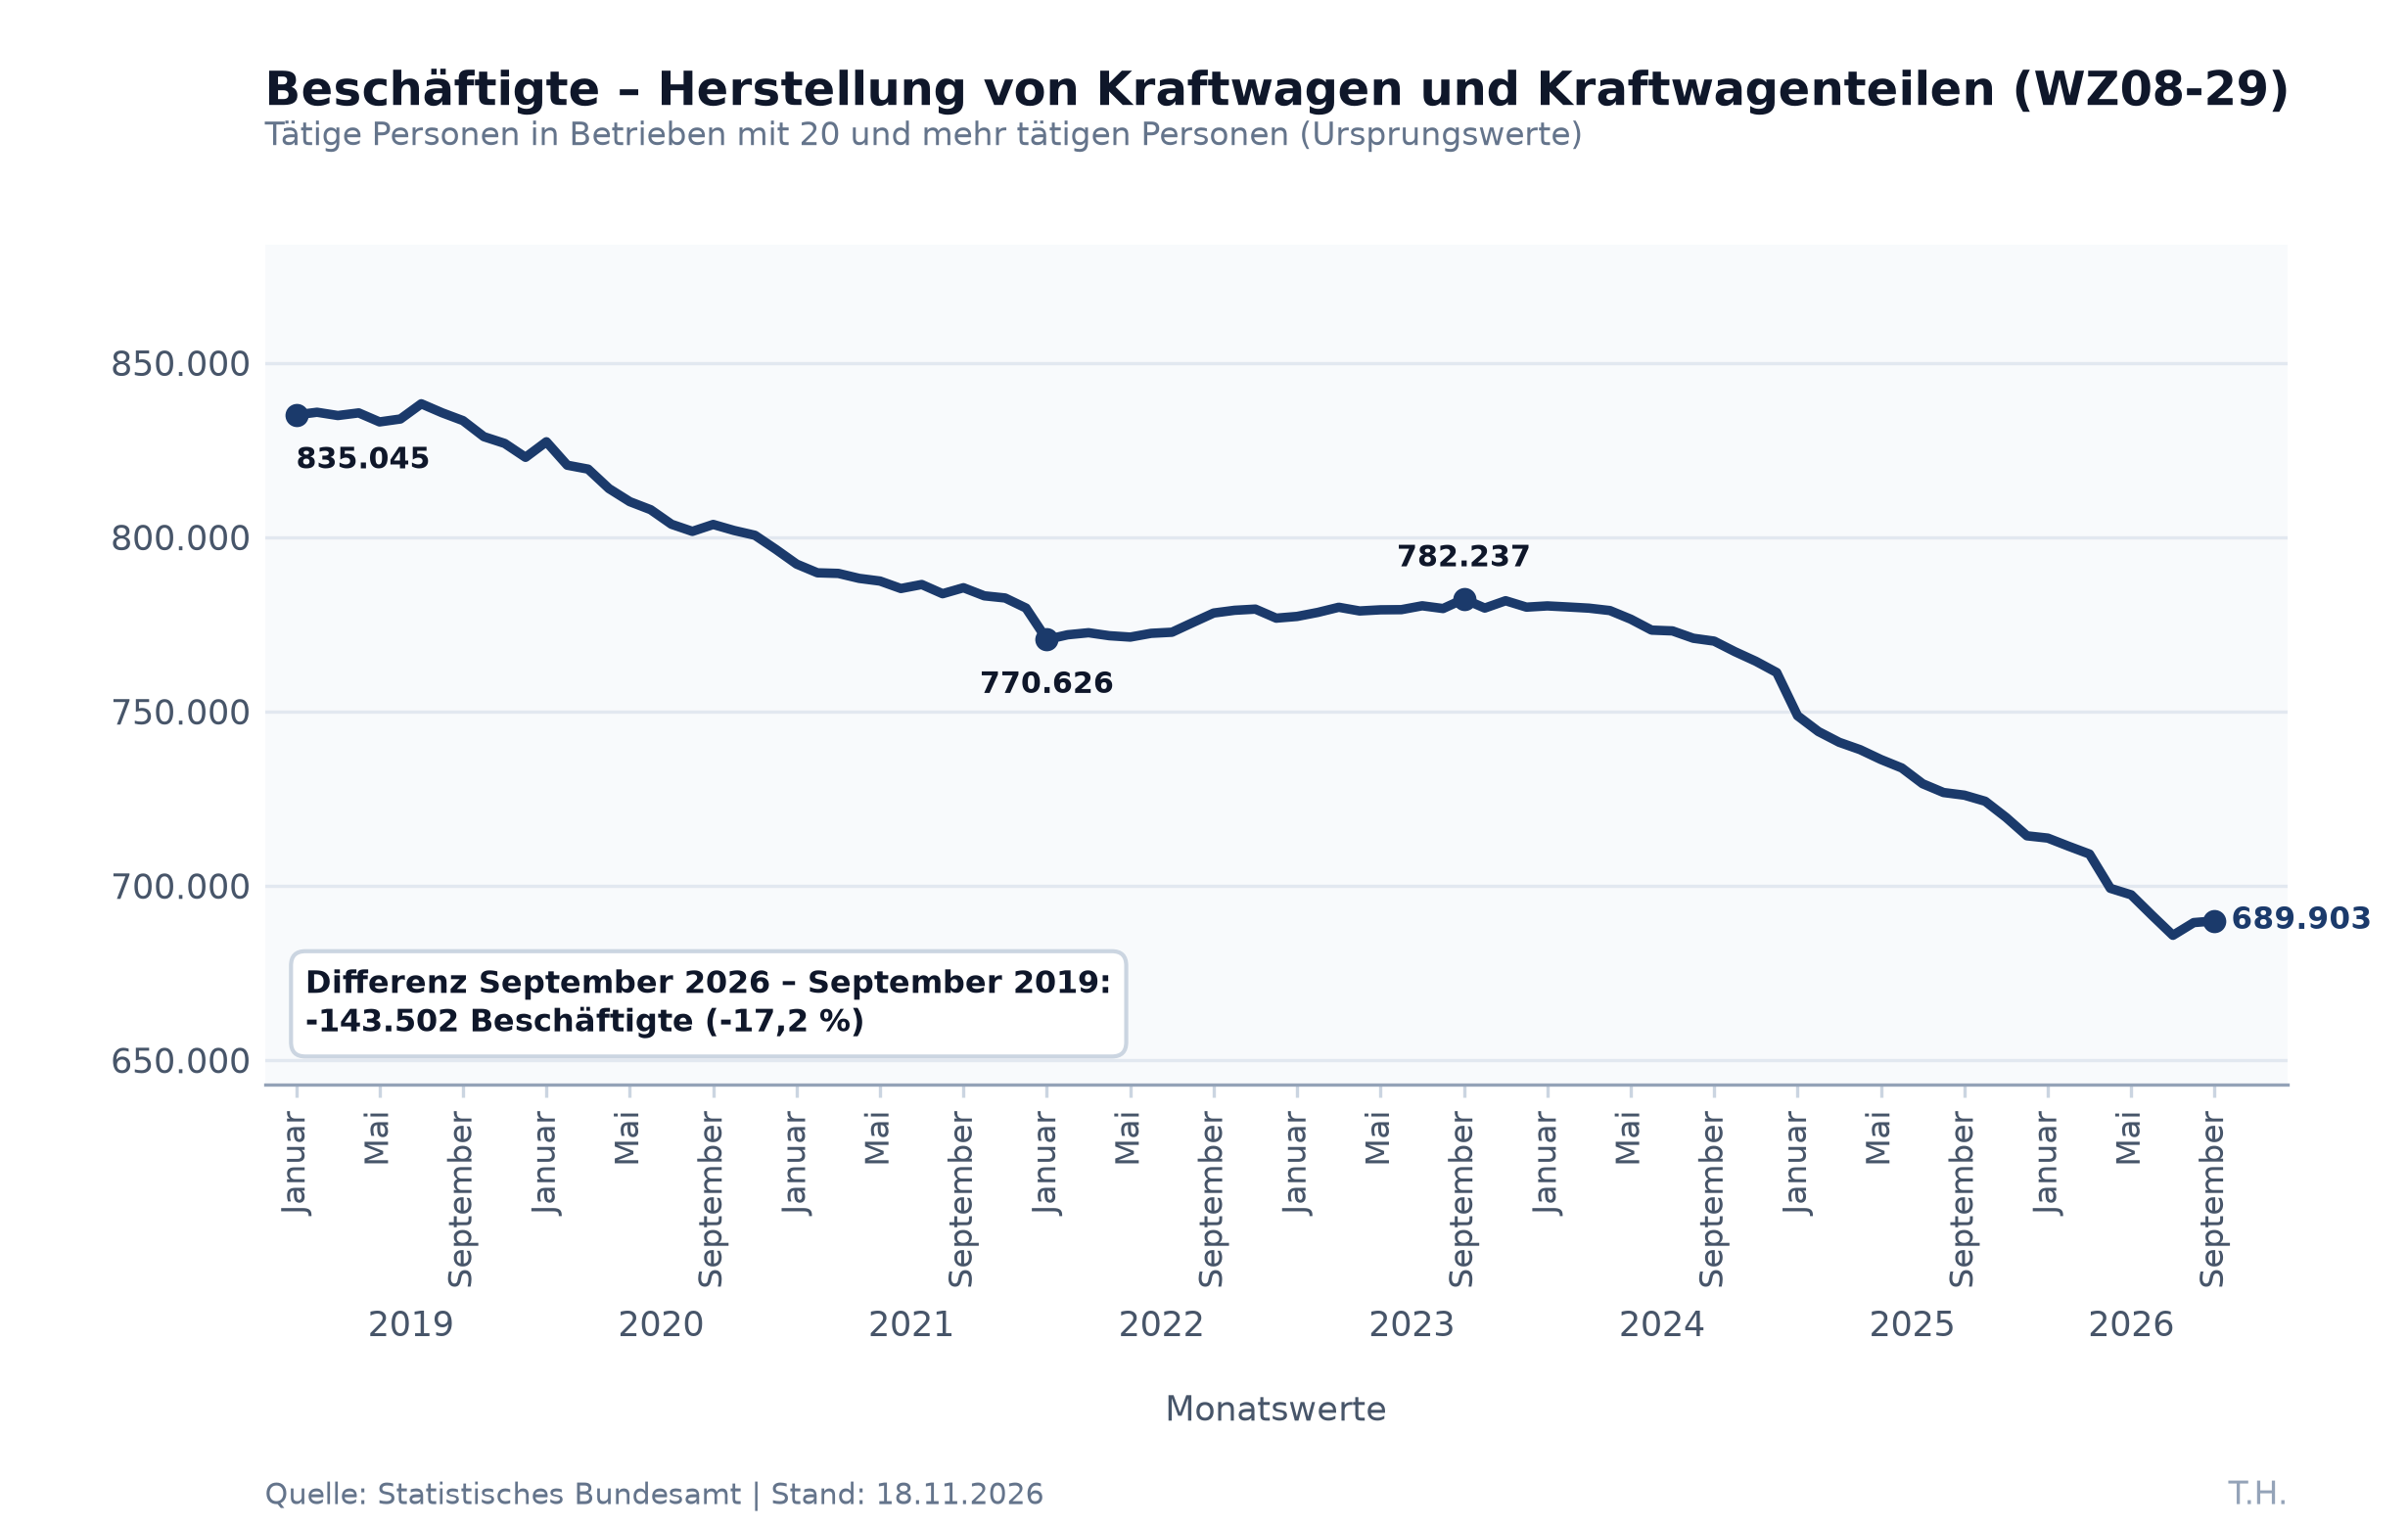 Beschäftigte – Herstellung von Kraftwagen und Kraftwagenteilen (WZ08-29)
Tätige Personen in Betrieben mit 20 und mehr tätigen Personen (Ursprungswerte)
850.000
800.000
750.000
700.000
650.000
835.045
770.626
782.237
689.903
Differenz September 2026 – September 2019:
-143.502 Beschäftigte (-17,2 %)
Januar
Mai
September
Januar
Mai
September
Januar
Mai
September
Januar
Mai
September
Januar
Mai
September
Januar
Mai
September
Januar
Mai
September
Januar
Mai
September
2019
2020
2021
2022
2023
2024
2025
2026
Monatswerte
Quelle: Statistisches Bundesamt | Stand: 18.11.2026
T.H.